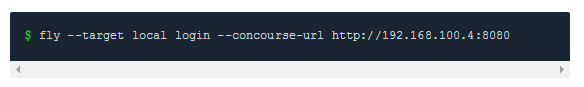 $ fly --target local login --concourse-url http://192.168.100.4:8080